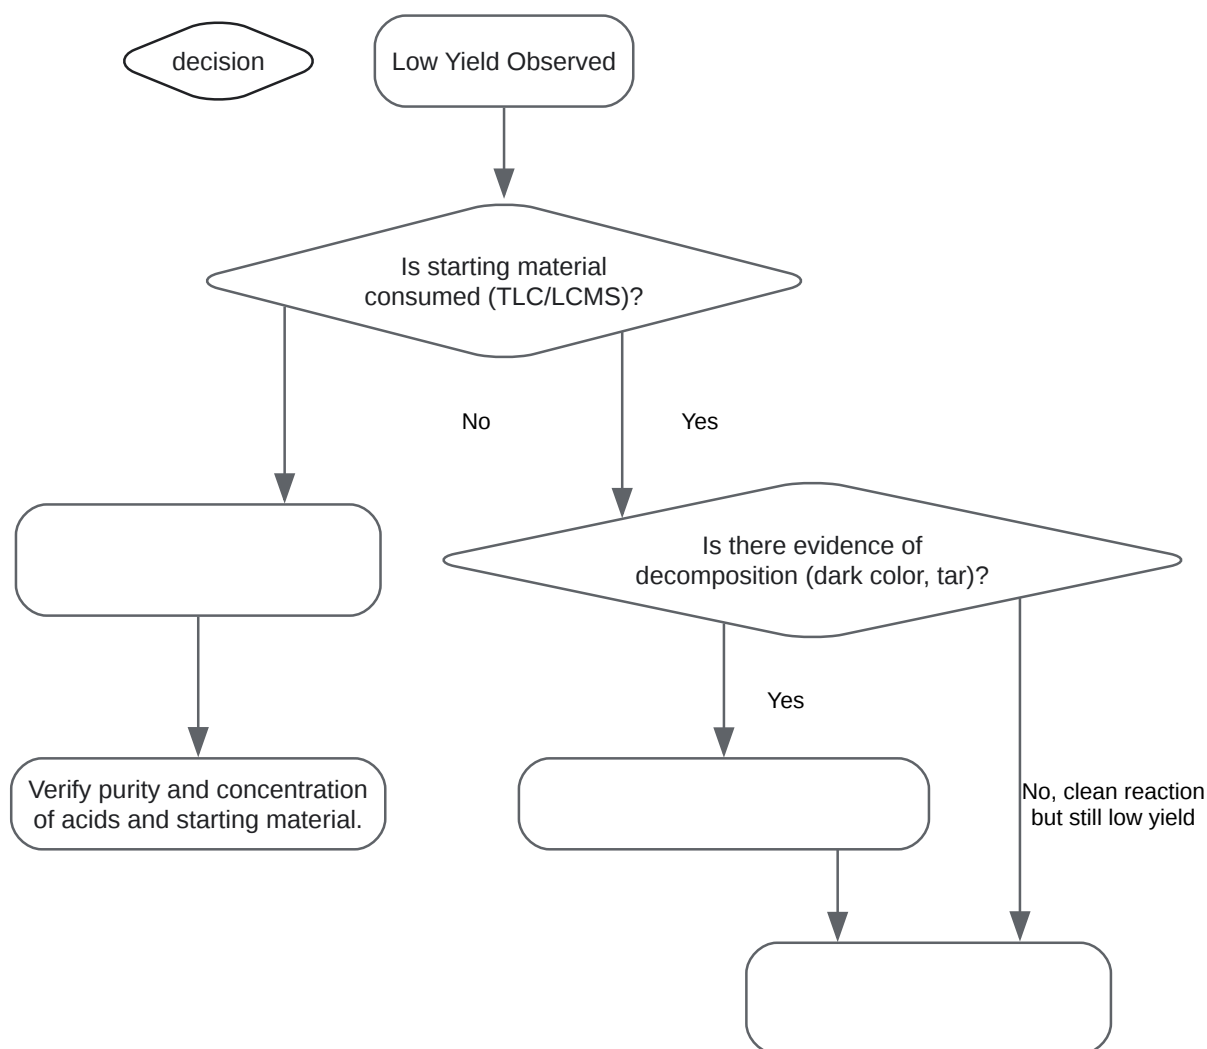 decision
Low Yield Observed
Is starting material
consumed (TLC/LCMS)?
No
Yes
Is there evidence of
decomposition (dark color, tar)?
Yes
Verify purity and concentration
of acids and starting material.
No, clean reaction
but still low yield